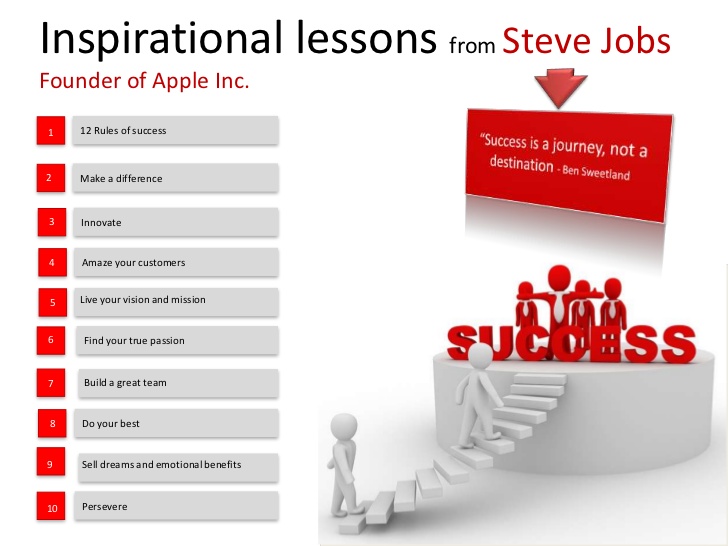 Inspirational lessons from Steve Jobs
Founder of Apple Inc.
1 12 Rules of success
2 Make a difference
3 Innovate
4 Amaze your customers
5 Live your vision and mission
6 Find your true passion
7 Build a great team
8 Do your best
9 Sell dreams and emotional benefits
10 Persevere
“Success is a journey, not a
destination - Ben Sweetland
SUCCESS